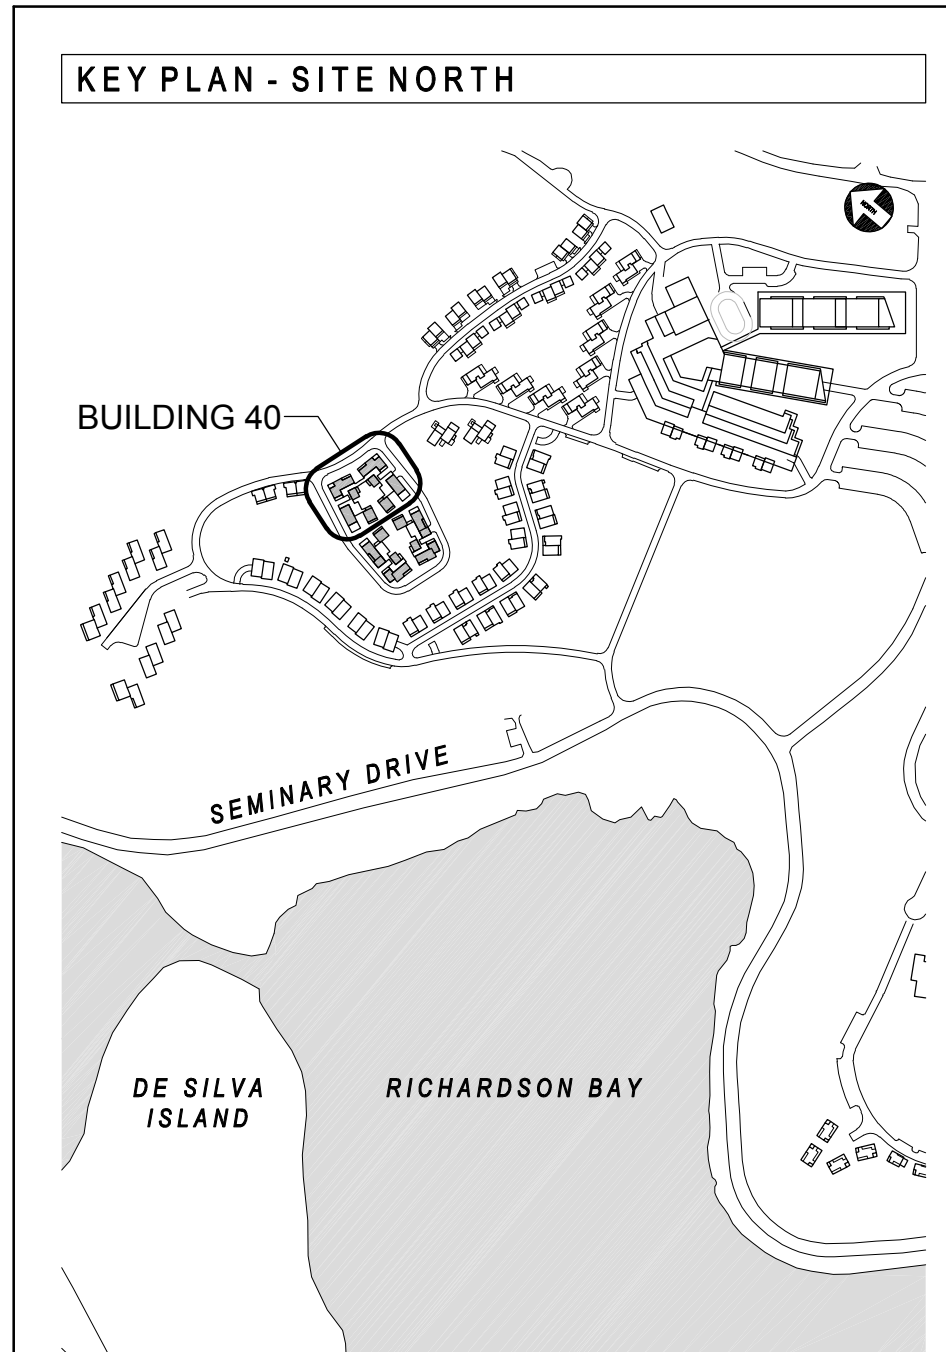 KEY PLAN - SITE NORTH
NORTH
BUILDING 40
SEMINARY DRIVE
DE SILVA
ISLAND
RICHARDSON BAY